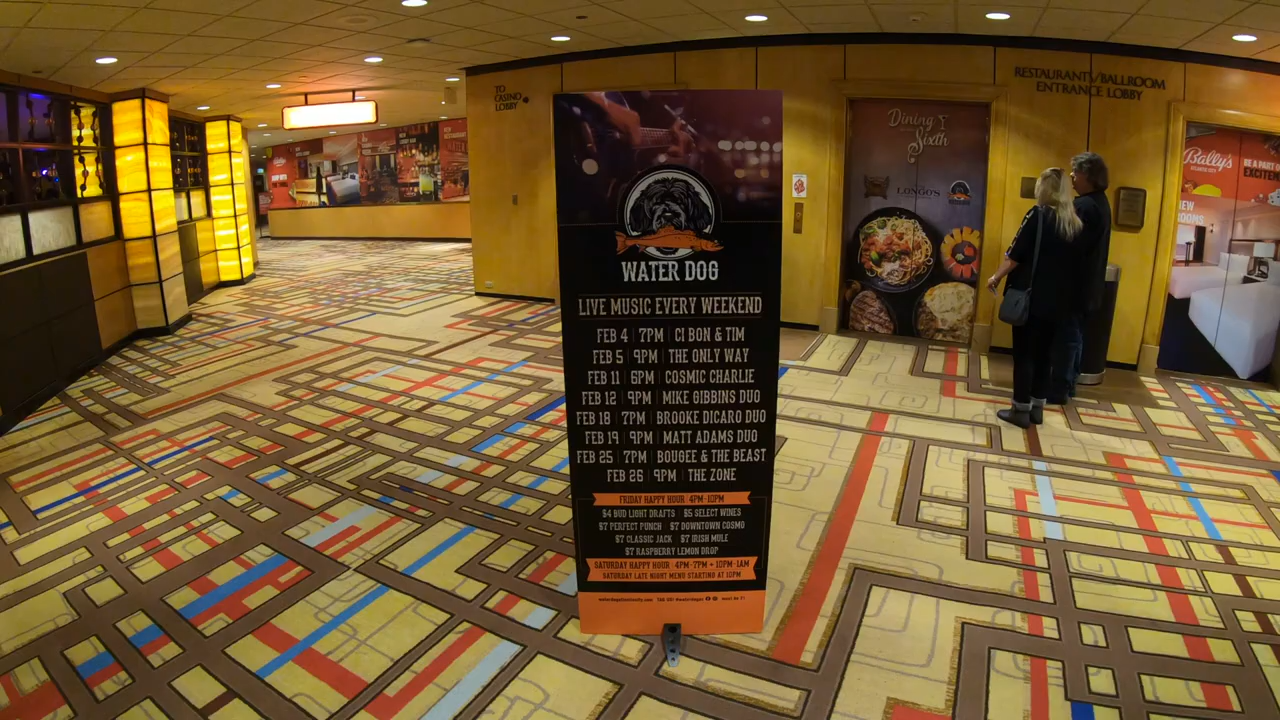 TO
CASINO
LOBBY
WATER DOG
LIVE MUSIC EVERY WEEKEND
FEB 4 | 7PM | CI BON & TIM
FEB 5 | 9PM | THE ONLY WAY
FEB 11 | 6PM | COSMIC CHARLIE
FEB 12 | 9PM | MIKE GIBBINS DUO
FEB 18 | 7PM | BROOKE DICARO DUO
FEB 19 | 9PM | MATT ADAMS DUO
FEB 25 | 7PM | BOUGEE & THE BEAST
FEB 26 | 9PM | THE ZONE
FRIDAY HAPPY HOUR | 4PM-10PM
$4 BUD LIGHT DRAFTS | $5 SELECT WINES
$7 PERFECT PUNCH | $7 DOWNTOWN COSMO
$7 CLASSIC JACK | $7 IRISH MULE
$7 RASPBERRY LEMON DROP
SATURDAY HAPPY HOUR | 4PM-7PM + 10PM-1AM
SATURDAY LATE NIGHT MENU STARTING AT 10PM
Dining
Sixth
LONGO'S
RESTAURANTS/BALLROOM
ENTRANCE LOBBY
Bally's
ATLANTIC CITY
BE A PART
EXCITEM
NEW
ROOMS